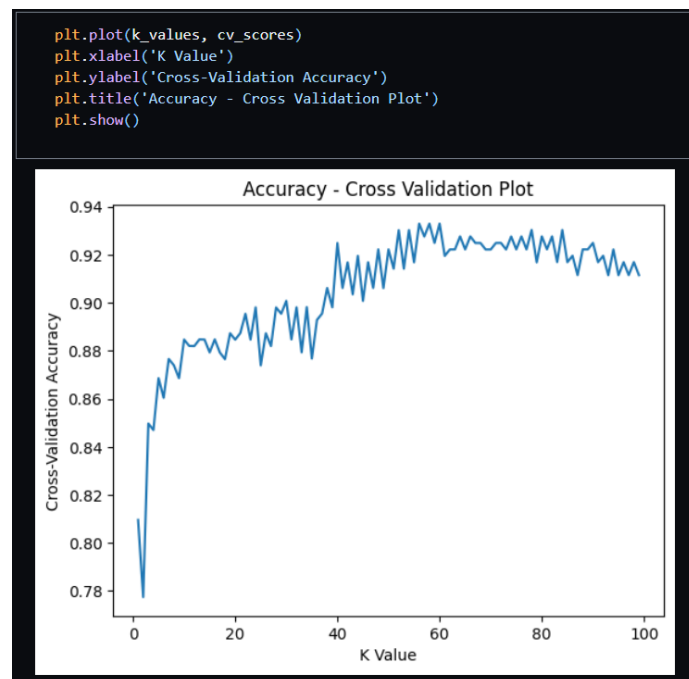 plt.plot(k_values, cv_scores)
plt.xlabel('K Value')
plt.ylabel('Cross-Validation Accuracy')
plt.title('Accuracy - Cross Validation Plot')
plt.show()
Accuracy - Cross Validation Plot
0.94
0.92
0.90
0.88
0.86
0.84
0.82
0.80
0.78
Cross-Validation Accuracy
0 20 40 60 80 100
K Value